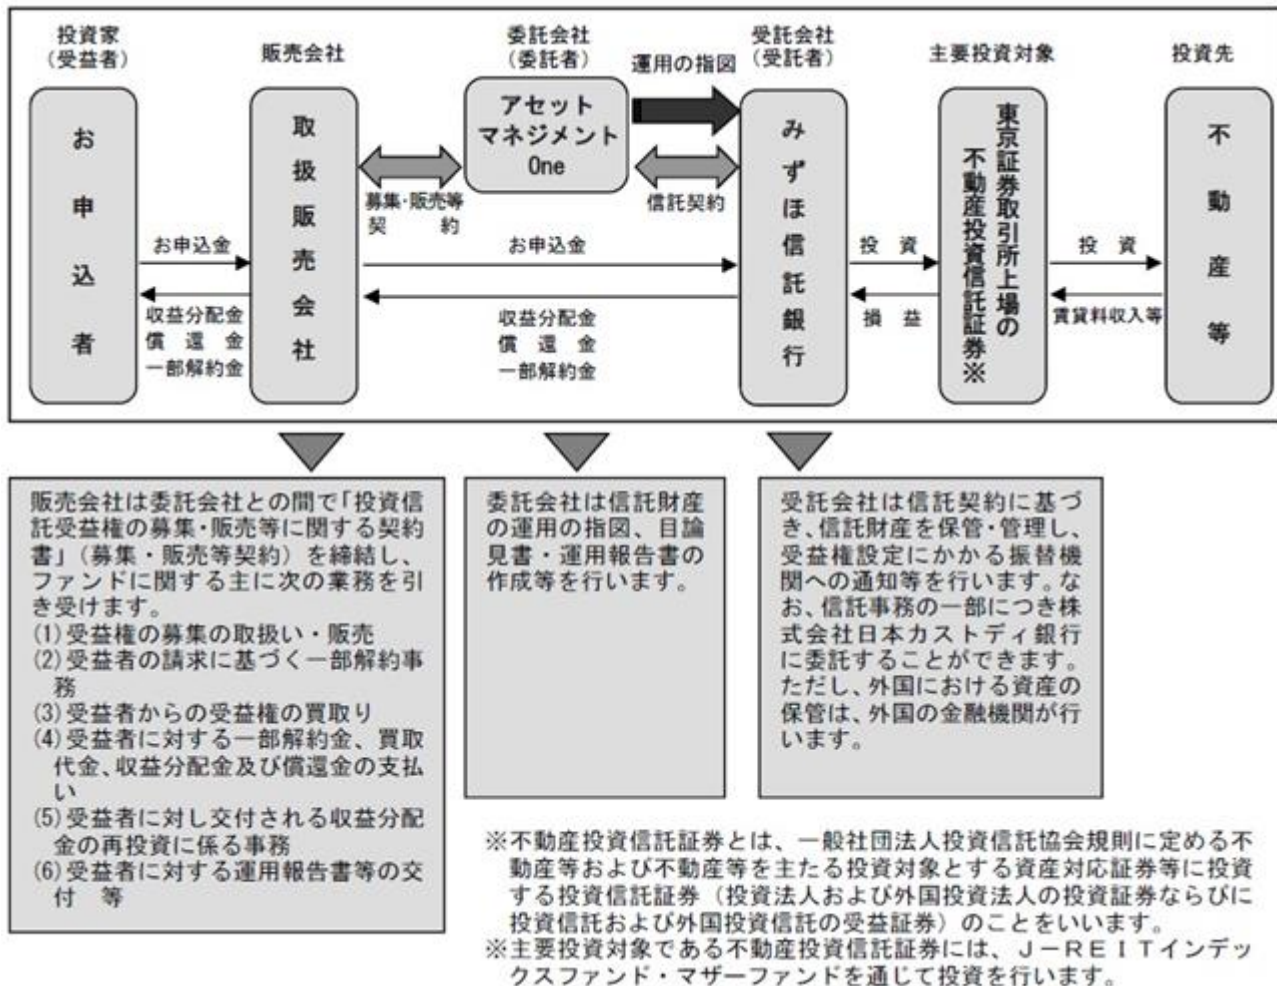 投資家
(受益者)
販売会社
委託会社
(委託者)
運用の指図
受託会社
(受託者)
主要投資対象
投資先
お申込者
取扱販売会社
アセット
マネジメント
One
みずほ信託銀行
東京証券取引所上場の
不動産投資信託証券※
不動産等
募集・販売等
契　約
信託契約
お申込金
収益分配金
償　還　金
一部解約金
お申込金
収益分配金
償　還　金
一部解約金
投　資
損　益
投　資
賃貸料収入等
販売会社は委託会社との間で「投資信
託受益権の募集・販売等に関する契約
書」（募集・販売等契約）を締結し、
ファンドに関する主に次の業務を引
き受けます。
(1)受益権の募集の取扱い・販売
(2)受益者の請求に基づく一部解約事
務
(3)受益者からの受益権の買取り
(4)受益者に対する一部解約金、買取
代金、収益分配金及び償還金の支払
い
(5)受益者に対し交付される収益分配
金の再投資に係る事務
(6)受益者に対する運用報告書等の交
付　等
委託会社は信託財産
の運用の指図、目論
見書・運用報告書の
作成等を行います。
受託会社は信託契約に基づ
き、信託財産を保管・管理し、
受益権設定にかかる振替機
関への通知等を行います。な
お、信託事務の一部につき株
式会社日本カストディ銀行
に委託することができます。
ただし、外国における資産の
保管は、外国の金融機関が行
います。
※不動産投資信託証券とは、一般社団法人投資信託協会規則に定める不
動産等および不動産等を主たる投資対象とする資産対応証券等に投資
する投資信託証券（投資法人および外国投資法人の投資証券ならびに
投資信託および外国投資信託の受益証券）のことをいいます。
※主要投資対象である不動産投資信託証券には、Ｊ－ＲＥＩＴインデッ
クスファンド・マザーファンドを通じて投資を行います。